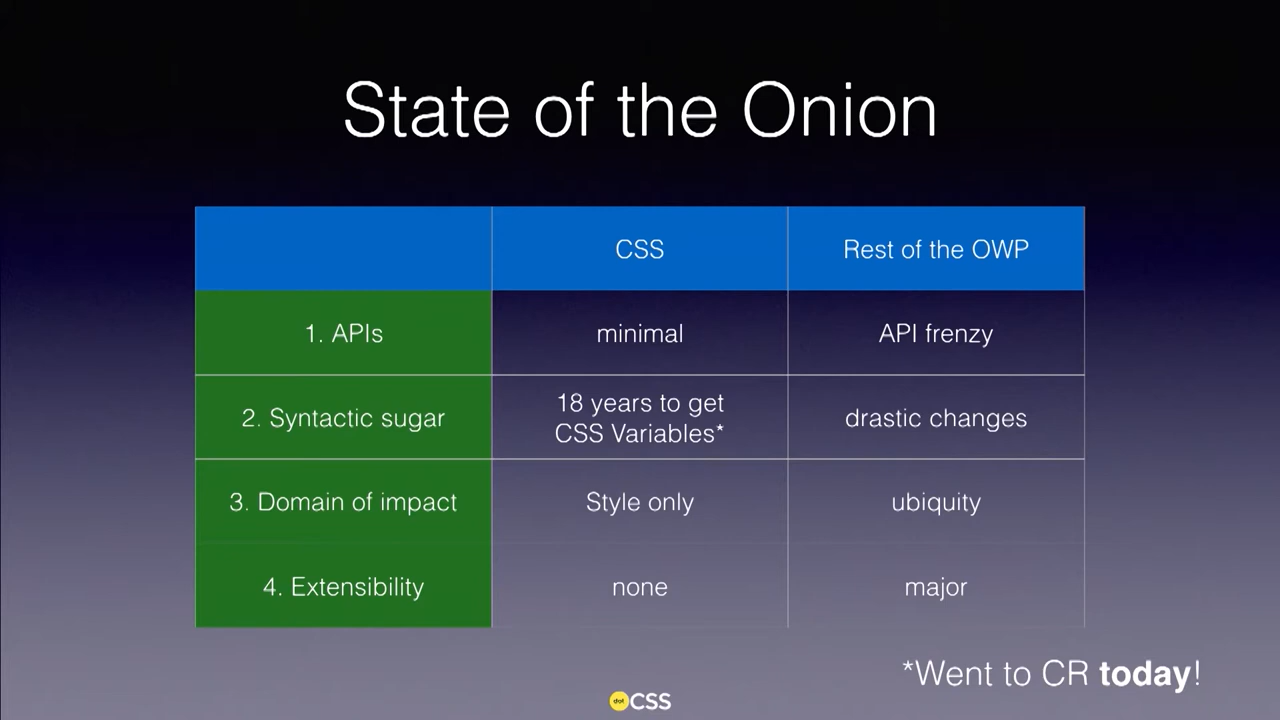 State of the Onion
CSS
Rest of the OWP
1. APIs
minimal
API frenzy
2. Syntactic sugar
18 years to get
CSS Variables*
drastic changes
3. Domain of impact
Style only
ubiquity
4. Extensibility
none
major
*Went to CR today!
dot CSS